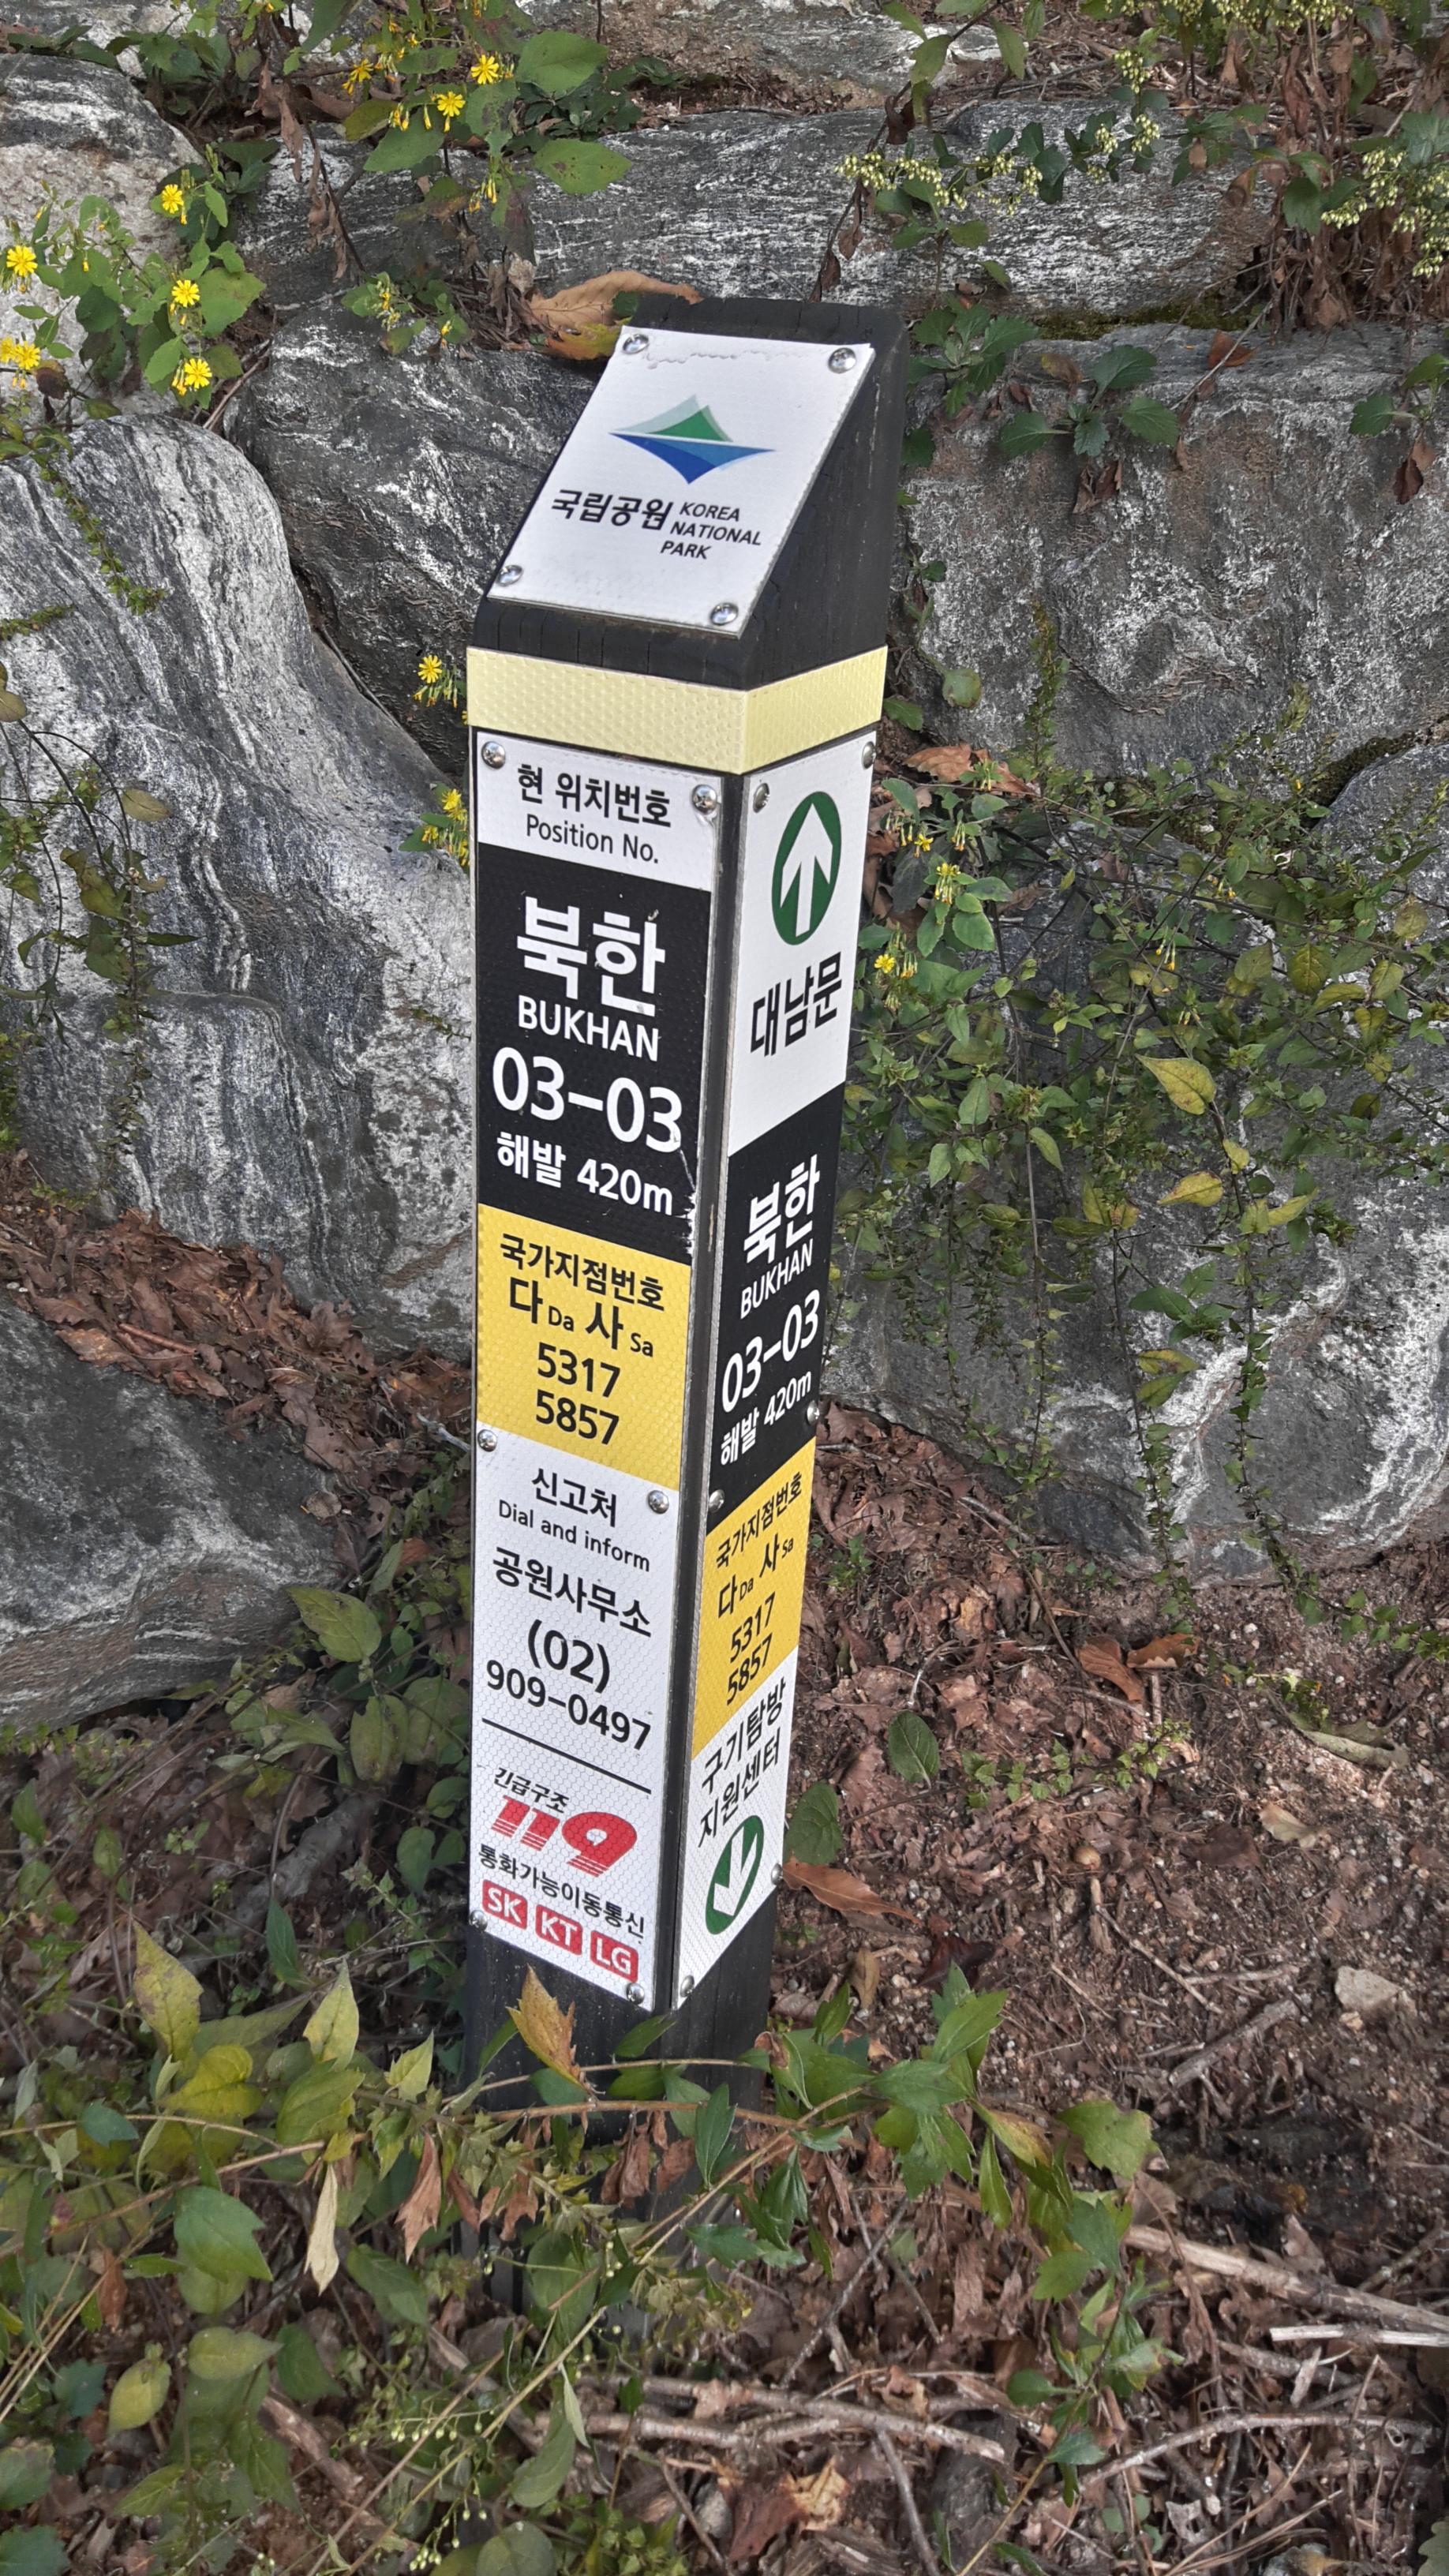 국립공원 KOREA
NATIONAL
PARK
현 위치번호
Position No.
북한
BUKHAN
03-03
해발 420m
국가지점번호
다 Da 사 Sa
5317
5857
신고처
Dial and inform
공원사무소
(02)
909-0497
긴급구조
119
통화가능이동통신
SK KT LG
대남문
북한
BUKHAN
03-03
해발 420m
국가지점번호
다 Da 사 Sa
5317
5857
구기탐방
지원센터